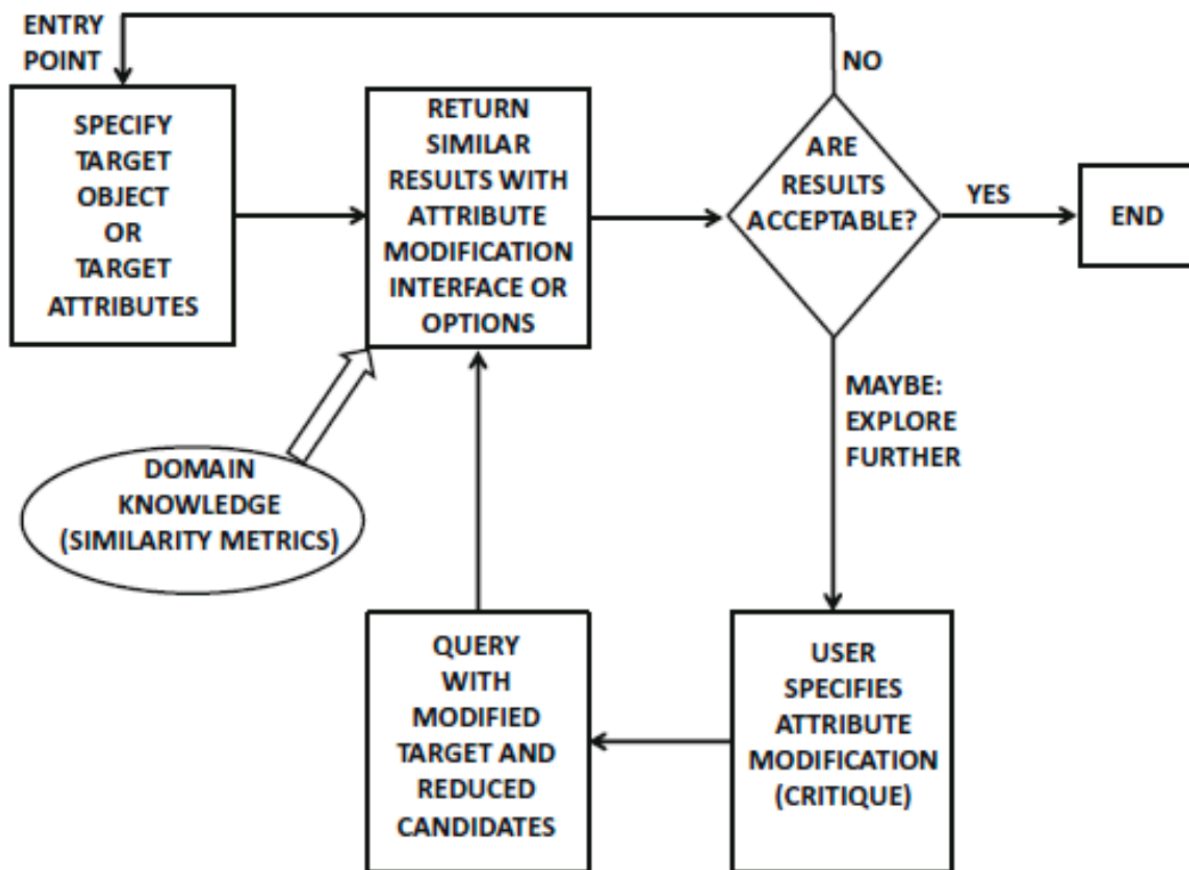 ENTRY
POINT
SPECIFY
TARGET
OBJECT
OR
TARGET
ATTRIBUTES
RETURN
SIMILAR
RESULTS WITH
ATTRIBUTE
MODIFICATION
INTERFACE OR
OPTIONS
NO
ARE
RESULTS
ACCEPTABLE?
YES
END
DOMAIN
KNOWLEDGE
(SIMILARITY METRICS)
MAYBE:
EXPLORE
FURTHER
QUERY
WITH
MODIFIED
TARGET AND
REDUCED
CANDIDATES
USER
SPECIFIES
ATTRIBUTE
MODIFICATION
(CRITIQUE)